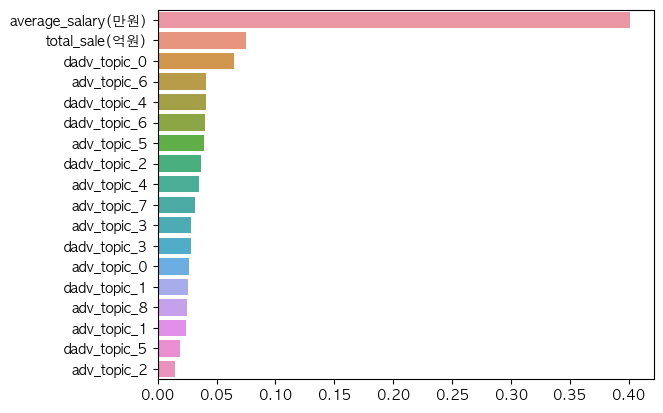 average_salary(만원)
total_sale(억원)
dadv_topic_0
adv_topic_6
dadv_topic_4
dadv_topic_6
adv_topic_5
dadv_topic_2
adv_topic_4
adv_topic_7
adv_topic_3
dadv_topic_3
adv_topic_0
dadv_topic_1
adv_topic_8
adv_topic_1
dadv_topic_5
adv_topic_2
0.00 0.05 0.10 0.15 0.20 0.25 0.30 0.35 0.40